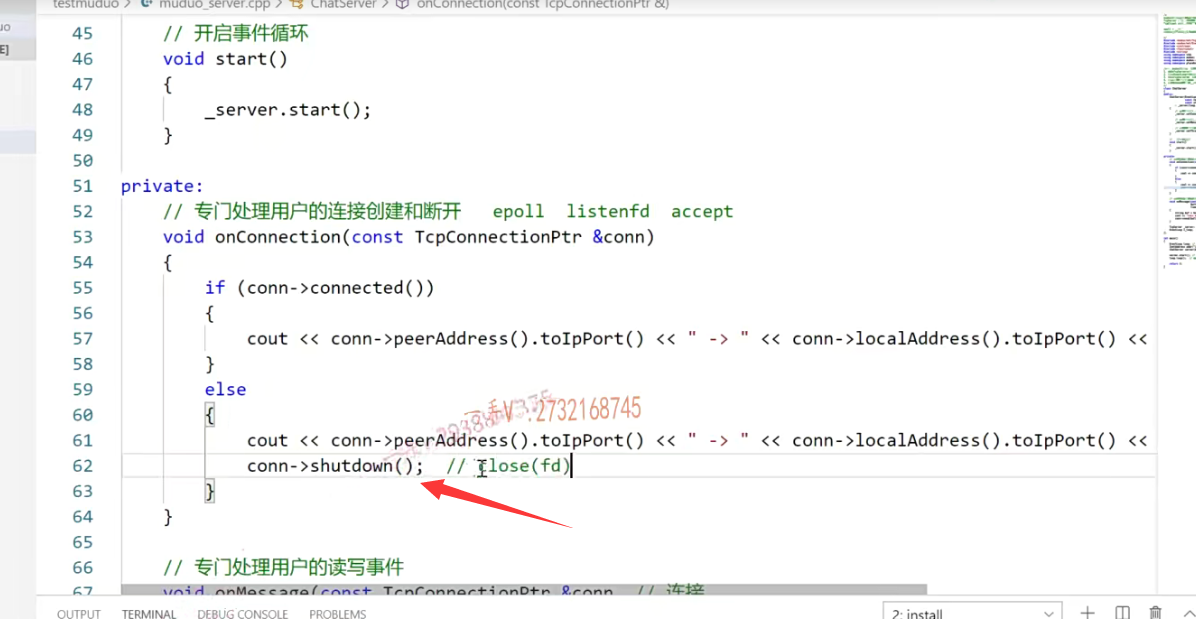 testmuduo > muduo_server.cpp > ChatServer > onConnection(const TcpConnectionPtr &)
45 // 开启事件循环
46 void start()
47 {
48 _server.start();
49 }
50
51 private:
52 // 专门处理用户的连接创建和断开 epoll listenfd accept
53 void onConnection(const TcpConnectionPtr &conn)
54 {
55 if (conn->connected())
56 {
57 cout << conn->peerAddress().toIpPort() << " -> " << conn->localAddress().toIpPort() <<
58 }
59 else
60 {
二手V :2732168745
61 cout << conn->peerAddress().toIpPort() << " -> " << conn->localAddress().toIpPort() <<
62 conn->shutdown(); // close(fd)
63 }
64 }
65
66 // 专门处理用户的读写事件
67 void onMessage(const TcpConnectionPtr &conn, // 连接
OUTPUT TERMINAL DEBUG CONSOLE PROBLEMS 2: install